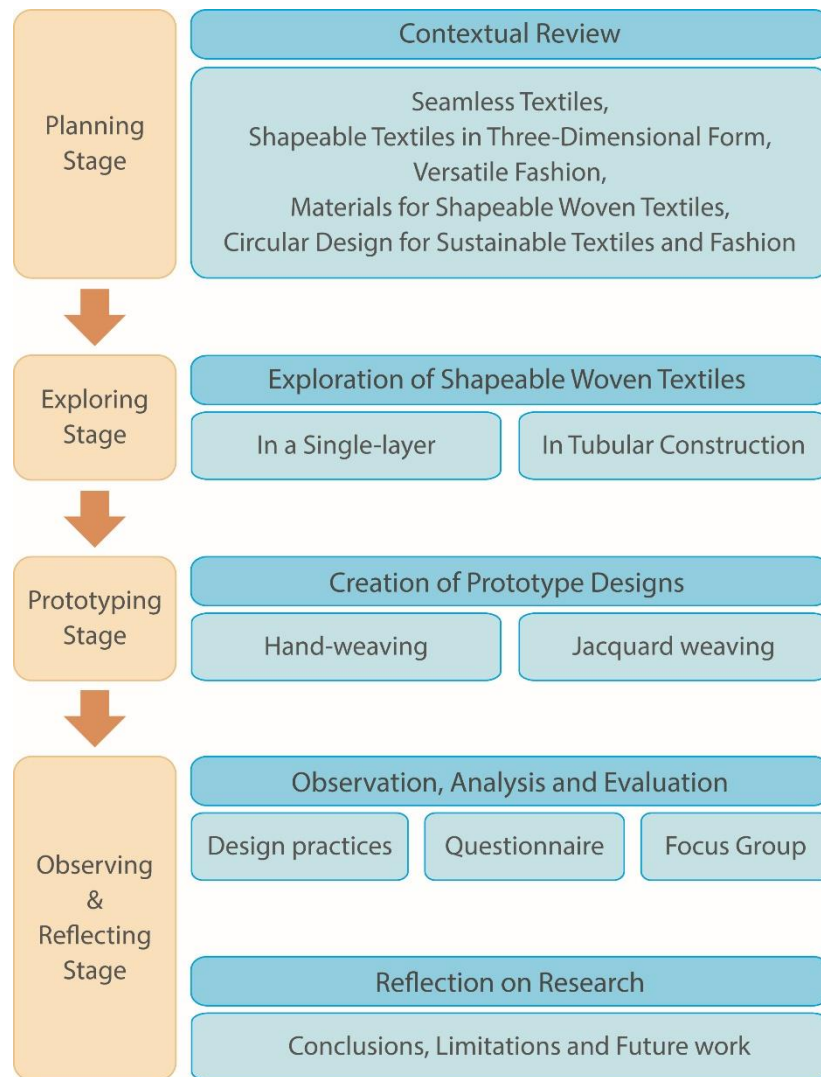 Planning
Stage
Contextual Review
Seamless Textiles,
Shapeable Textiles in Three-Dimensional Form,
Versatile Fashion,
Materials for Shapeable Woven Textiles,
Circular Design for Sustainable Textiles and Fashion
Exploring
Stage
Exploration of Shapeable Woven Textiles
In a Single-layer
In Tubular Construction
Prototyping
Stage
Creation of Prototype Designs
Hand-weaving
Jacquard weaving
Observing
&
Reflecting
Stage
Observation, Analysis and Evaluation
Design practices
Questionnaire
Focus Group
Reflection on Research
Conclusions, Limitations and Future work